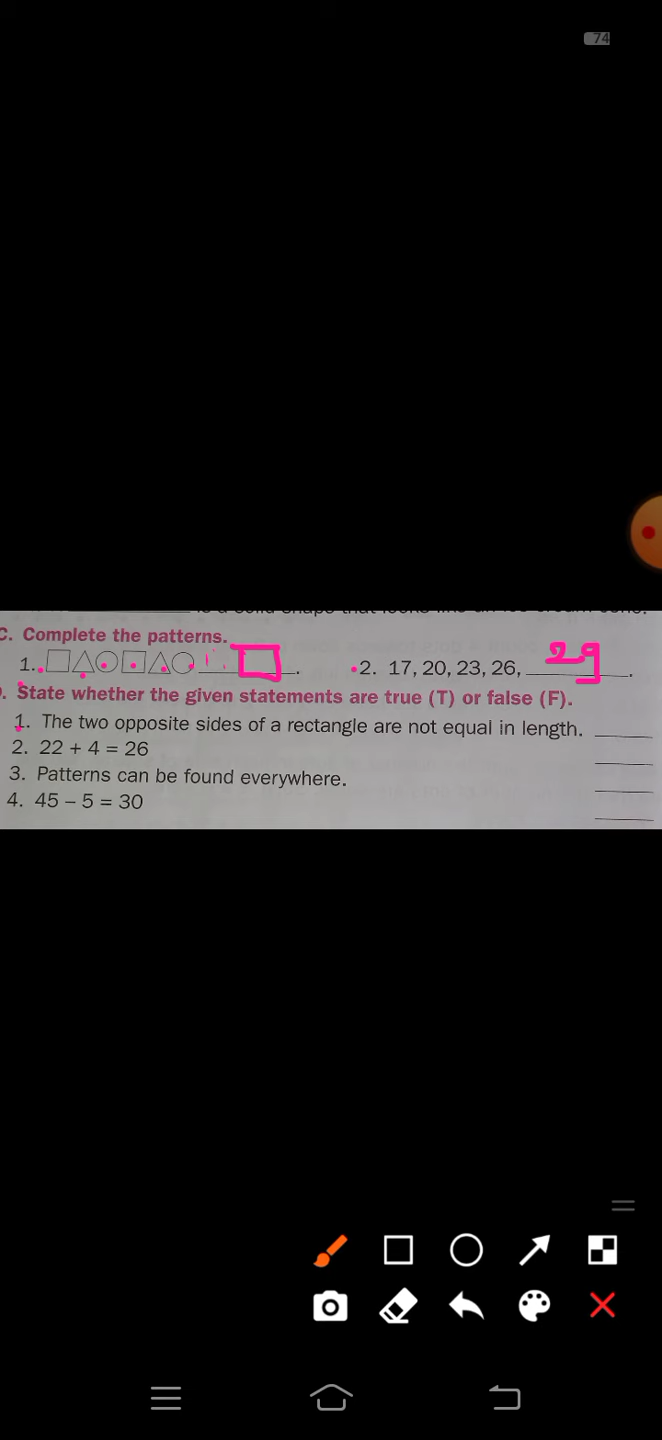 74
C. Complete the patterns.
1. 2. 17, 20, 23, 26, 29.
. State whether the given statements are true (T) or false (F).
1. The two opposite sides of a rectangle are not equal in length.
2. 22 + 4 = 26
3. Patterns can be found everywhere.
4. 45 – 5 = 30